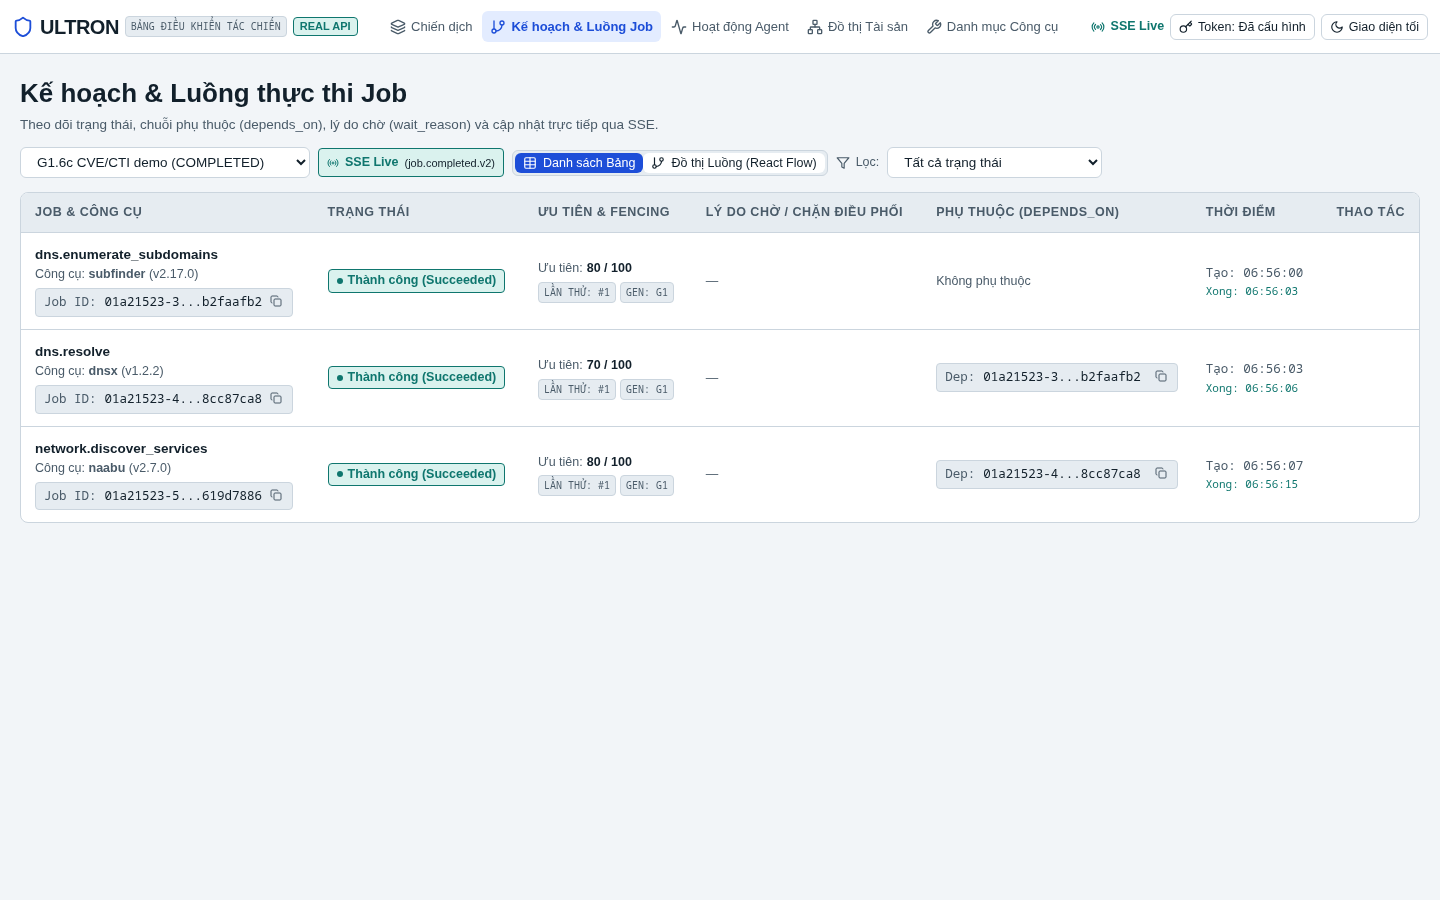 ULTRON BẢNG ĐIỀU KHIỂN TÁC CHIẾN REAL API Chiến dịch Kế hoạch & Luồng Job Hoạt động Agent Đồ thị Tài sản Danh mục Công cụ SSE Live Token: Đã cấu hình Giao diện tối
Kế hoạch & Luồng thực thi Job
Theo dõi trạng thái, chuỗi phụ thuộc (depends_on), lý do chờ (wait_reason) và cập nhật trực tiếp qua SSE.
G1.6c CVE/CTI demo (COMPLETED) SSE Live (job.completed.v2) Danh sách Bảng Đồ thị Luồng (React Flow) Lọc: Tất cả trạng thái
JOB & CÔNG CỤ TRẠNG THÁI ƯU TIÊN & FENCING LÝ DO CHỜ / CHẶN ĐIỀU PHỐI PHỤ THUỘC (DEPENDS_ON) THỜI ĐIỂM THAO TÁC
dns.enumerate_subdomains
Công cụ: subfinder (v2.17.0)
Job ID: 01a21523-3...b2faafb2
Thành công (Succeeded)
Ưu tiên: 80 / 100
LẦN THỬ: #1 GEN: G1
—
Không phụ thuộc
Tạo: 06:56:00
Xong: 06:56:03
dns.resolve
Công cụ: dnsx (v1.2.2)
Job ID: 01a21523-4...8cc87ca8
Thành công (Succeeded)
Ưu tiên: 70 / 100
LẦN THỬ: #1 GEN: G1
—
Dep: 01a21523-3...b2faafb2
Tạo: 06:56:03
Xong: 06:56:06
network.discover_services
Công cụ: naabu (v2.7.0)
Job ID: 01a21523-5...619d7886
Thành công (Succeeded)
Ưu tiên: 80 / 100
LẦN THỬ: #1 GEN: G1
—
Dep: 01a21523-4...8cc87ca8
Tạo: 06:56:07
Xong: 06:56:15